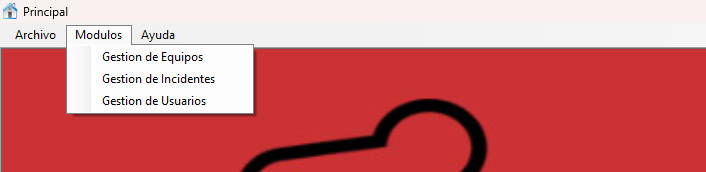 Principal
Archivo Modulos Ayuda
Gestion de Equipos
Gestion de Incidentes
Gestion de Usuarios